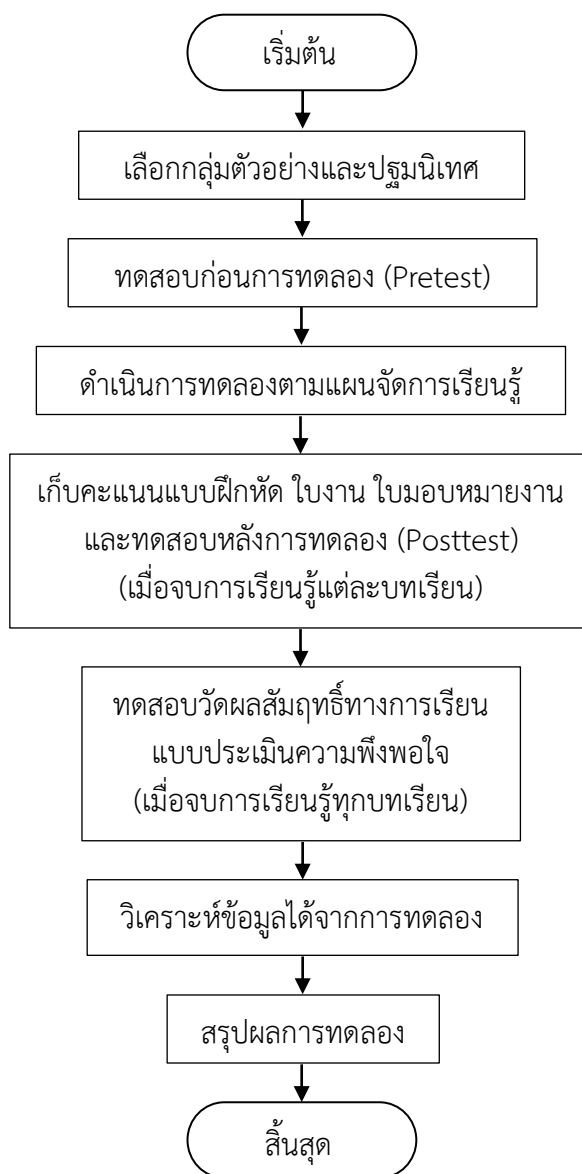 เริ่มต้น
เลือกกลุ่มตัวอย่างและปฐมนิเทศ
ทดสอบก่อนการทดลอง (Pretest)
ดำเนินการทดลองตามแผนจัดการเรียนรู้
เก็บคะแนนแบบฝึกหัด ใบงาน ใบมอบหมายงาน
และทดสอบหลังการทดลอง (Posttest)
(เมื่อจบการเรียนรู้แต่ละบทเรียน)
ทดสอบวัดผลสัมฤทธิ์ทางการเรียน
แบบประเมินความพึงพอใจ
(เมื่อจบการเรียนรู้ทุกบทเรียน)
วิเคราะห์ข้อมูลได้จากการทดลอง
สรุปผลการทดลอง
สิ้นสุด